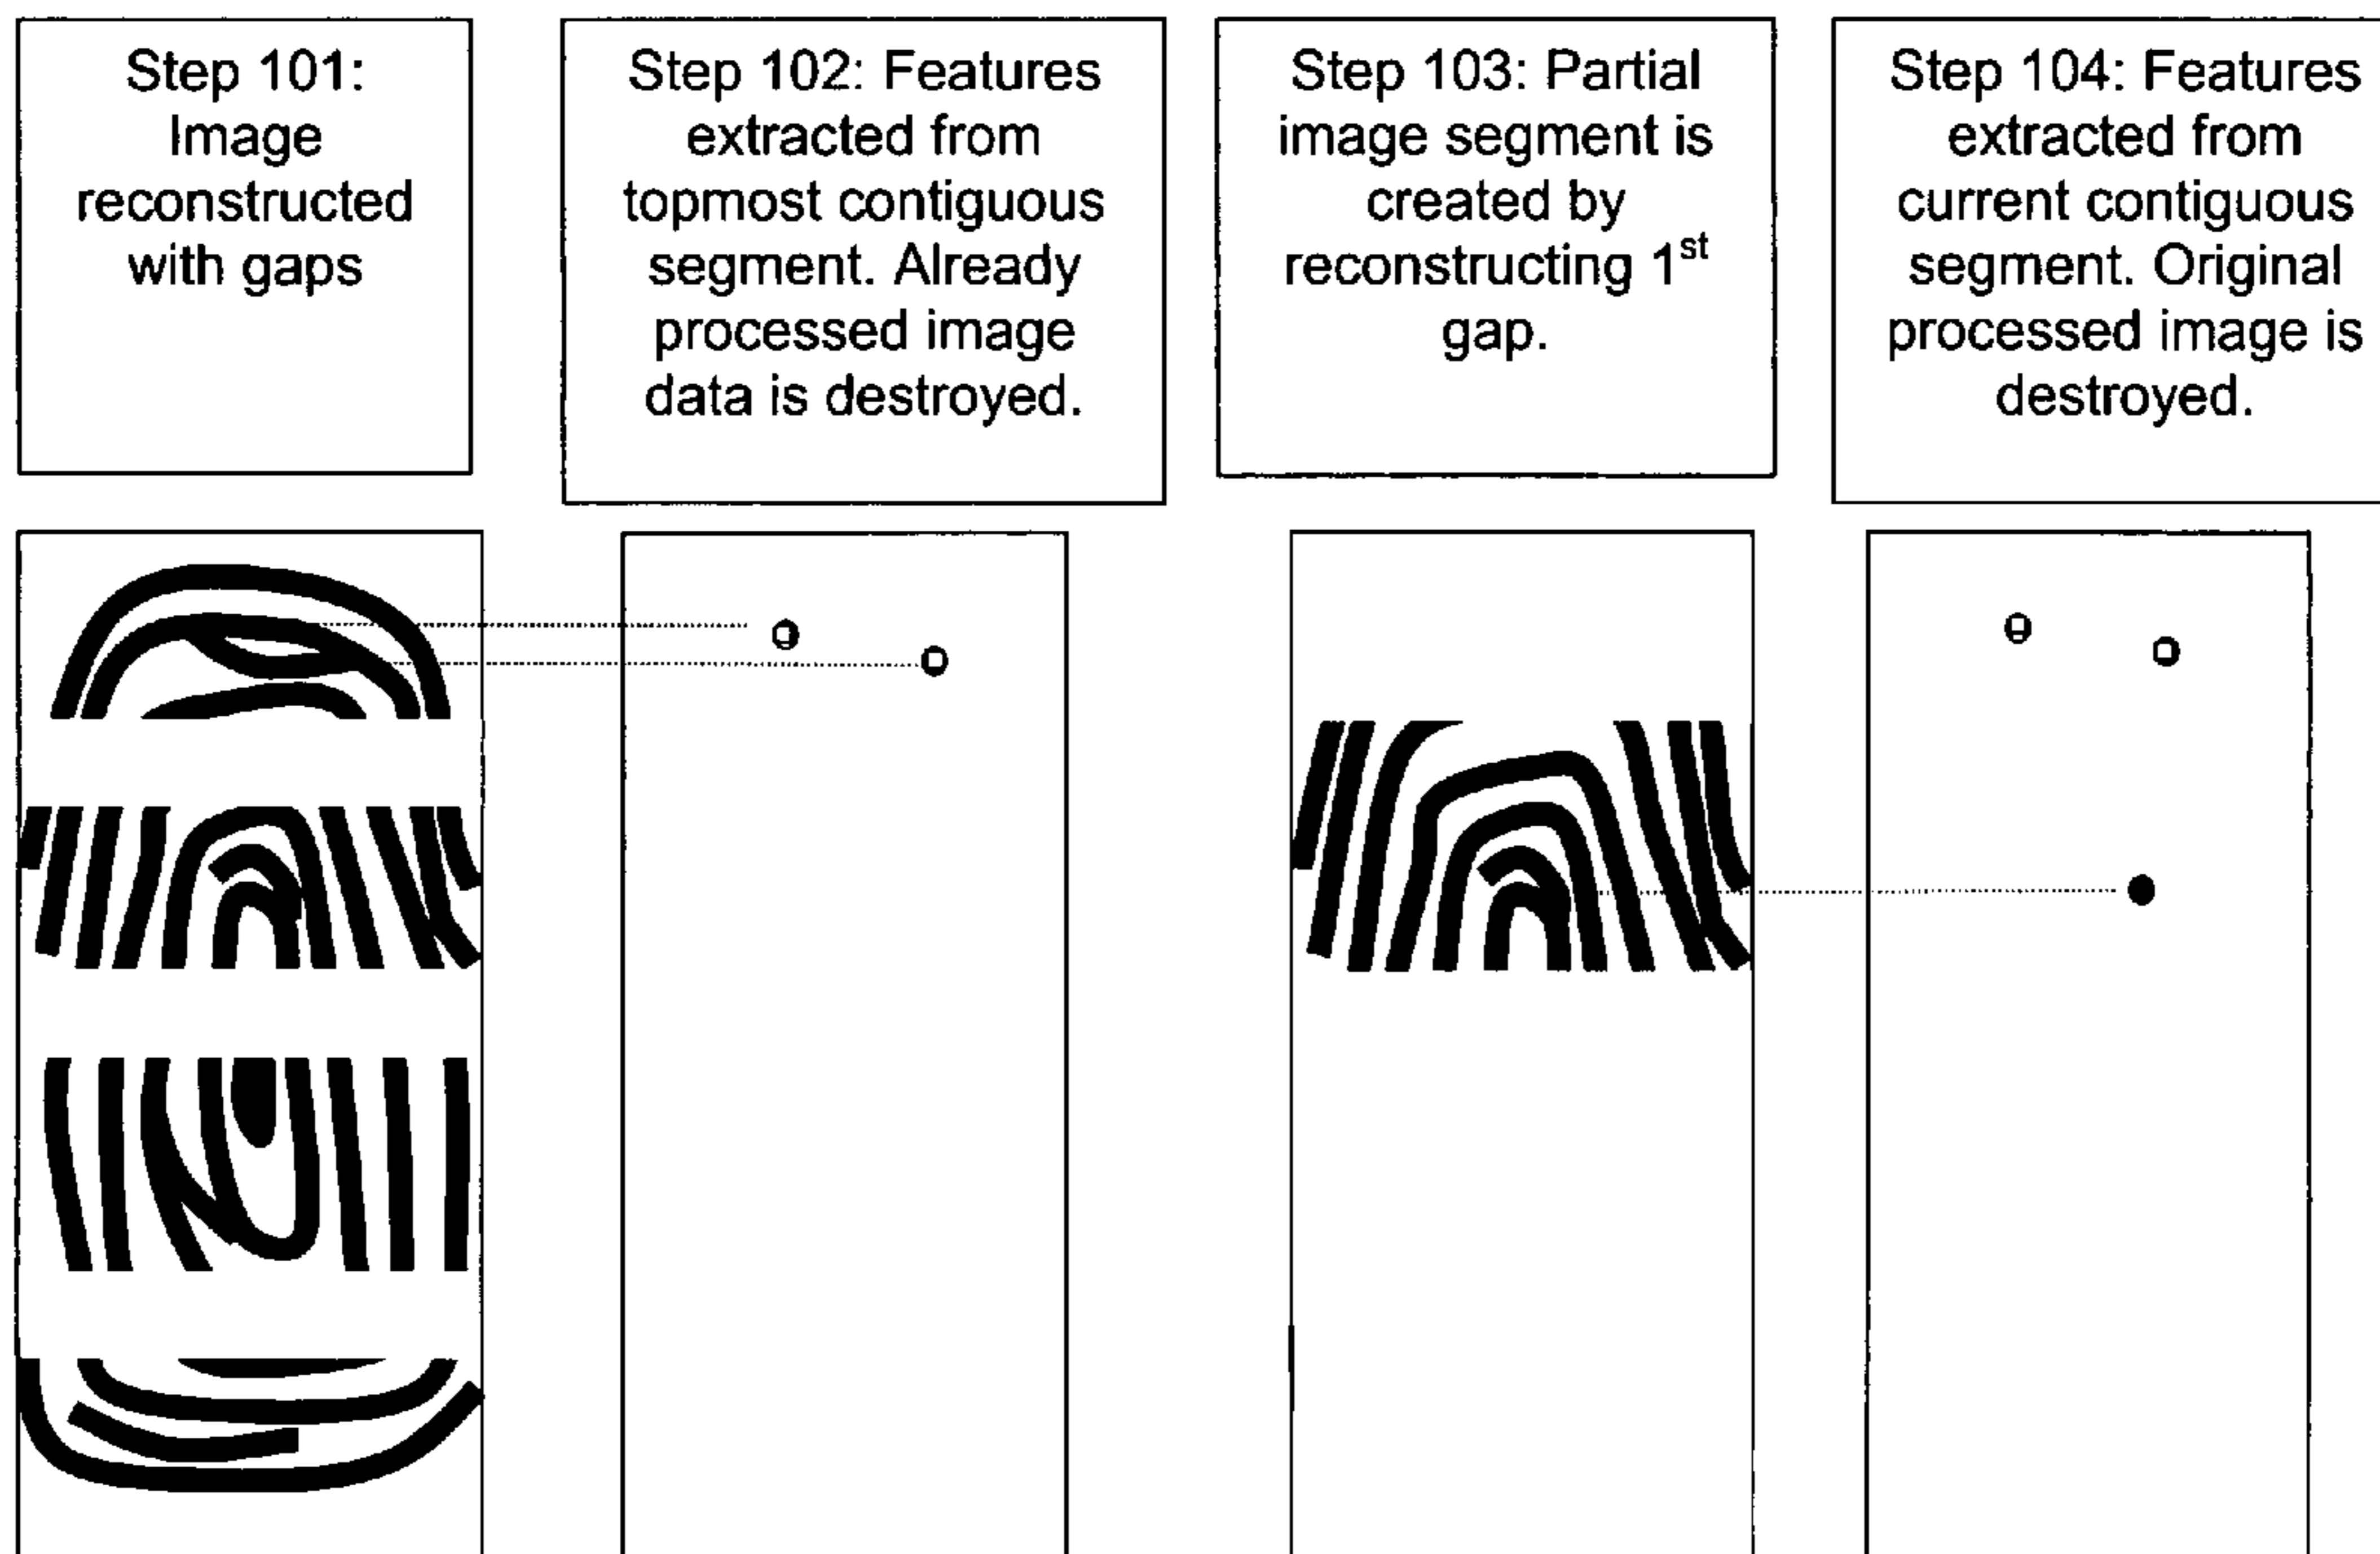 Step 101:
Image
reconstructed
with gaps
Step 102: Features
extracted from
topmost contiguous
segment. Already
processed image
data is destroyed.
Step 103: Partial
image segment is
created by
reconstructing 1st
gap.
Step 104: Features
extracted from
current contiguous
segment. Original
processed image is
destroyed.